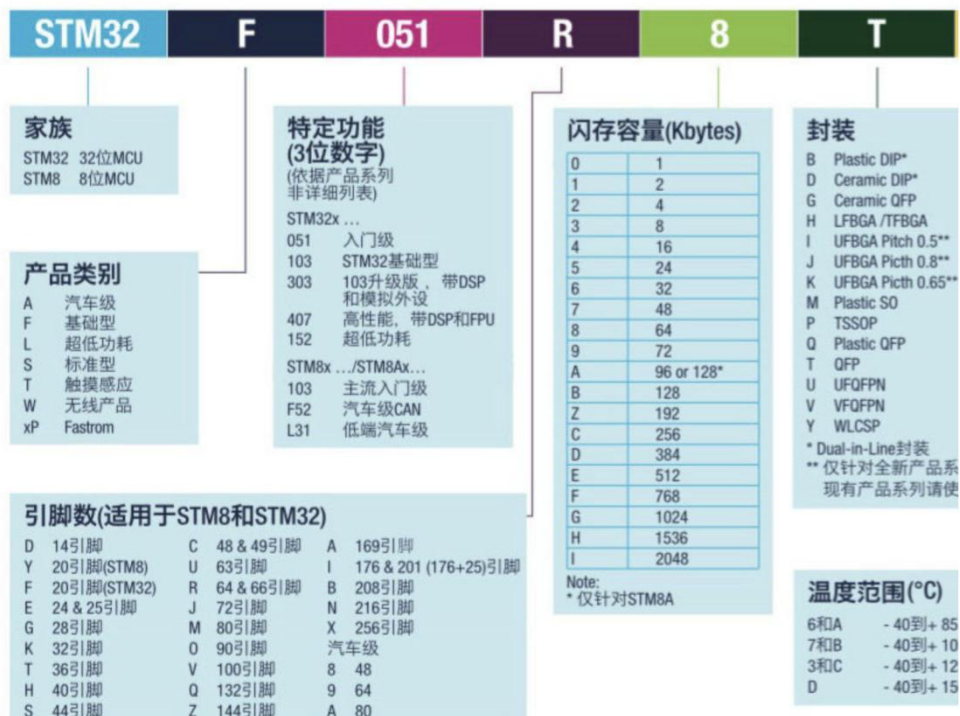 STM32 F 051 R 8 T
家族
STM32 32位MCU
STM8 8位MCU
产品类别
A 汽车级
F 基础型
L 超低功耗
S 标准型
T 触摸感应
W 无线产品
xP Fastrom
特定功能
(3位数字)
(依据产品系列
非详细列表)
STM32x ...
051 入门级
103 STM32基础型
303 103升级版，带DSP
和模拟外设
407 高性能，带DSP和FPU
152 超低功耗
STM8x .../STM8Ax...
103 主流入门级
F52 汽车级CAN
L31 低端汽车级
闪存容量(Kbytes)
0 1
1 2
2 4
3 8
4 16
5 24
6 32
7 48
8 64
9 72
A 96 or 128*
B 128
Z 192
C 256
D 384
E 512
F 768
G 1024
H 1536
I 2048
Note:
* 仅针对STM8A
封装
B Plastic DIP*
D Ceramic DIP*
G Ceramic QFP
H LFBGA /TFBGA
I UFBGA Pitch 0.5**
J UFBGA Picth 0.8**
K UFBGA Picth 0.65**
M Plastic SO
P TSSOP
Q Plastic QFP
T QFP
U UFQFPN
V VFQFPN
Y WLCSP
* Dual-in-Line封装
** 仅针对全新产品系
现有产品系列请使
引脚数(适用于STM8和STM32)
D 14引脚 C 48 & 49引脚 A 169引脚
Y 20引脚(STM8) U 63引脚 I 176 & 201 (176+25)引脚
F 20引脚(STM32) R 64 & 66引脚 B 208引脚
E 24 & 25引脚 J 72引脚 N 216引脚
G 28引脚 M 80引脚 X 256引脚
K 32引脚 O 90引脚 汽车级
T 36引脚 V 100引脚 8 48
H 40引脚 Q 132引脚 9 64
S 44引脚 Z 144引脚 A 80
温度范围(°C)
6和A - 40到+ 85
7和B - 40到+ 10
3和C - 40到+ 12
D - 40到+ 15